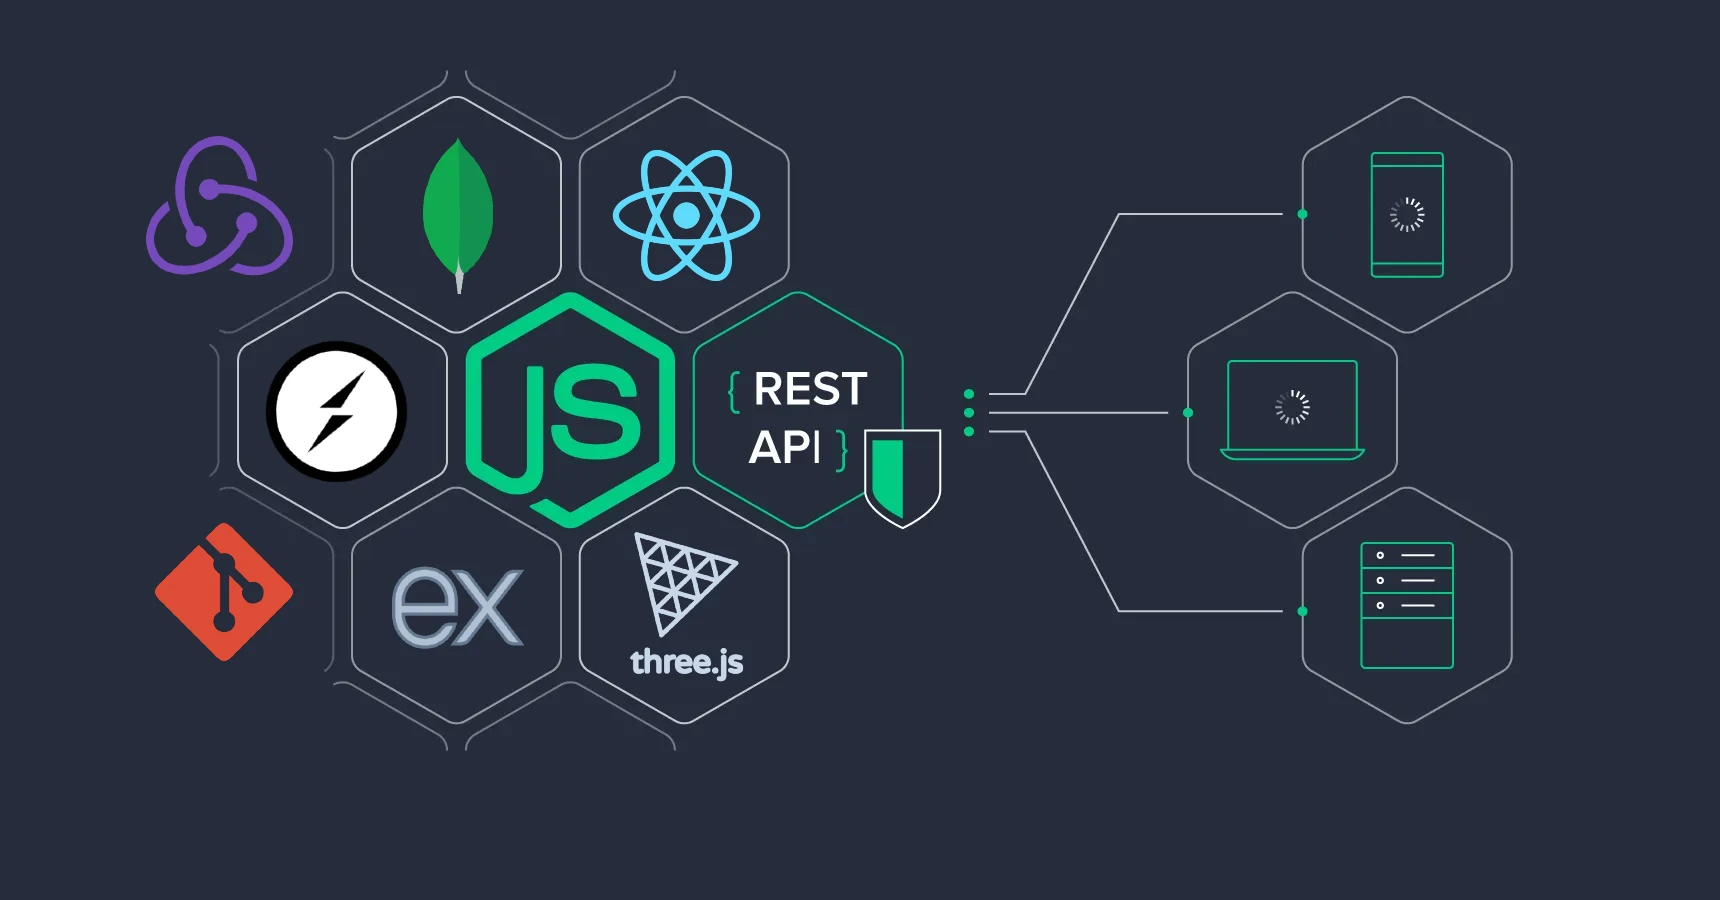 JS
{ REST
API }
ex
three.js